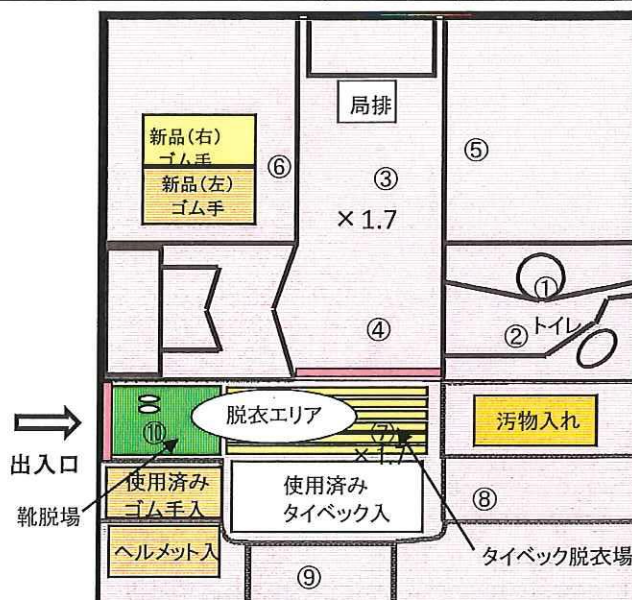 局排
新品(右)
ゴム手
新品(左)
ゴム手
⑥
③
⑤
×1.7
①
④
②
トイレ
脱衣エリア
⑩
⑦
×1.7
汚物入れ
出入口
使用済み
ゴム手入
使用済み
タイベック入
⑧
靴脱場
ヘルメット入
⑨
タイベック脱衣場